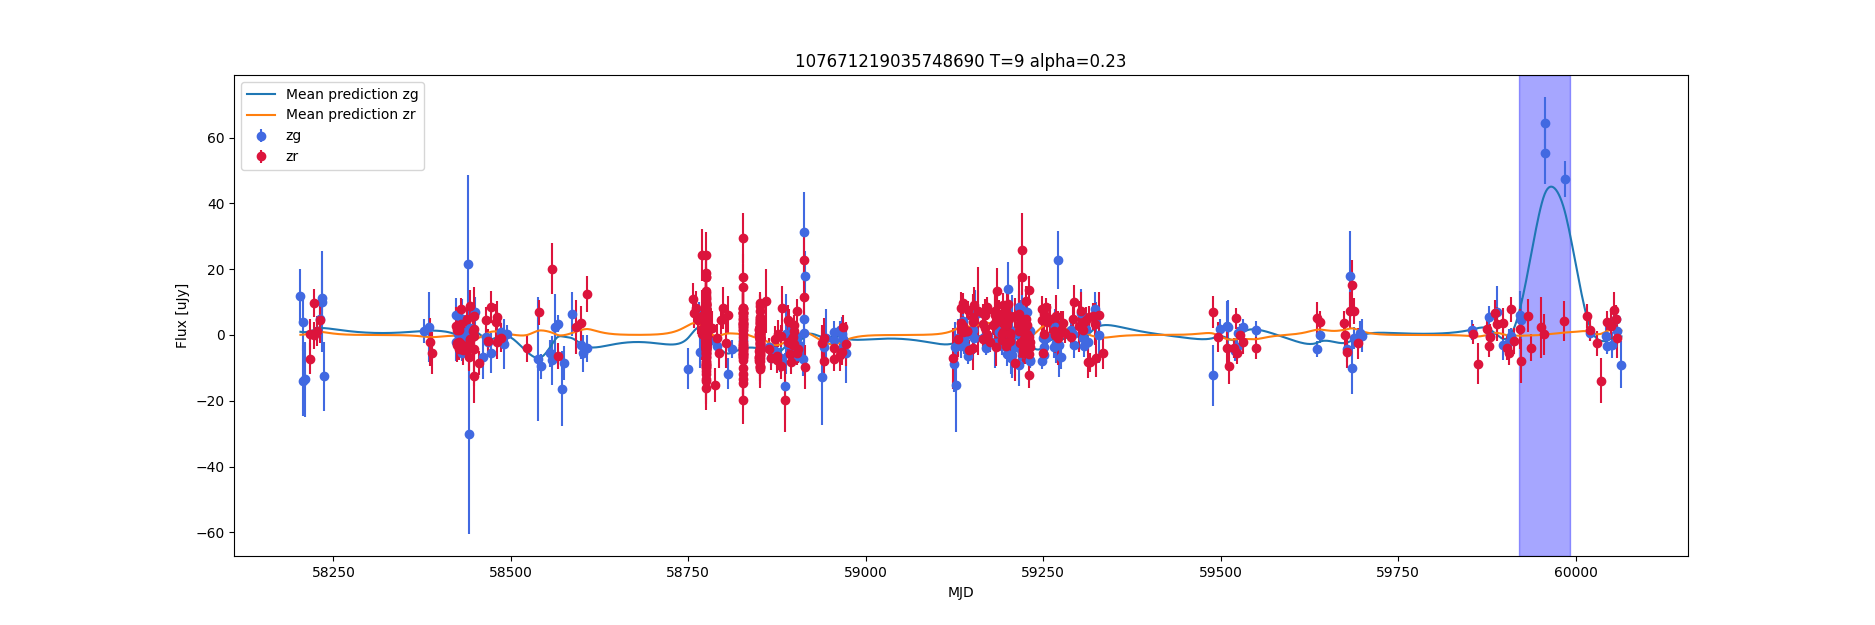 107671219035748690 T=9 alpha=0.23
Mean prediction zg
Mean prediction zr
zg
zr
Flux [uJy]
60
40
20
0
−20
−40
−60
58250 58500 58750 59000 59250 59500 59750 60000
MJD